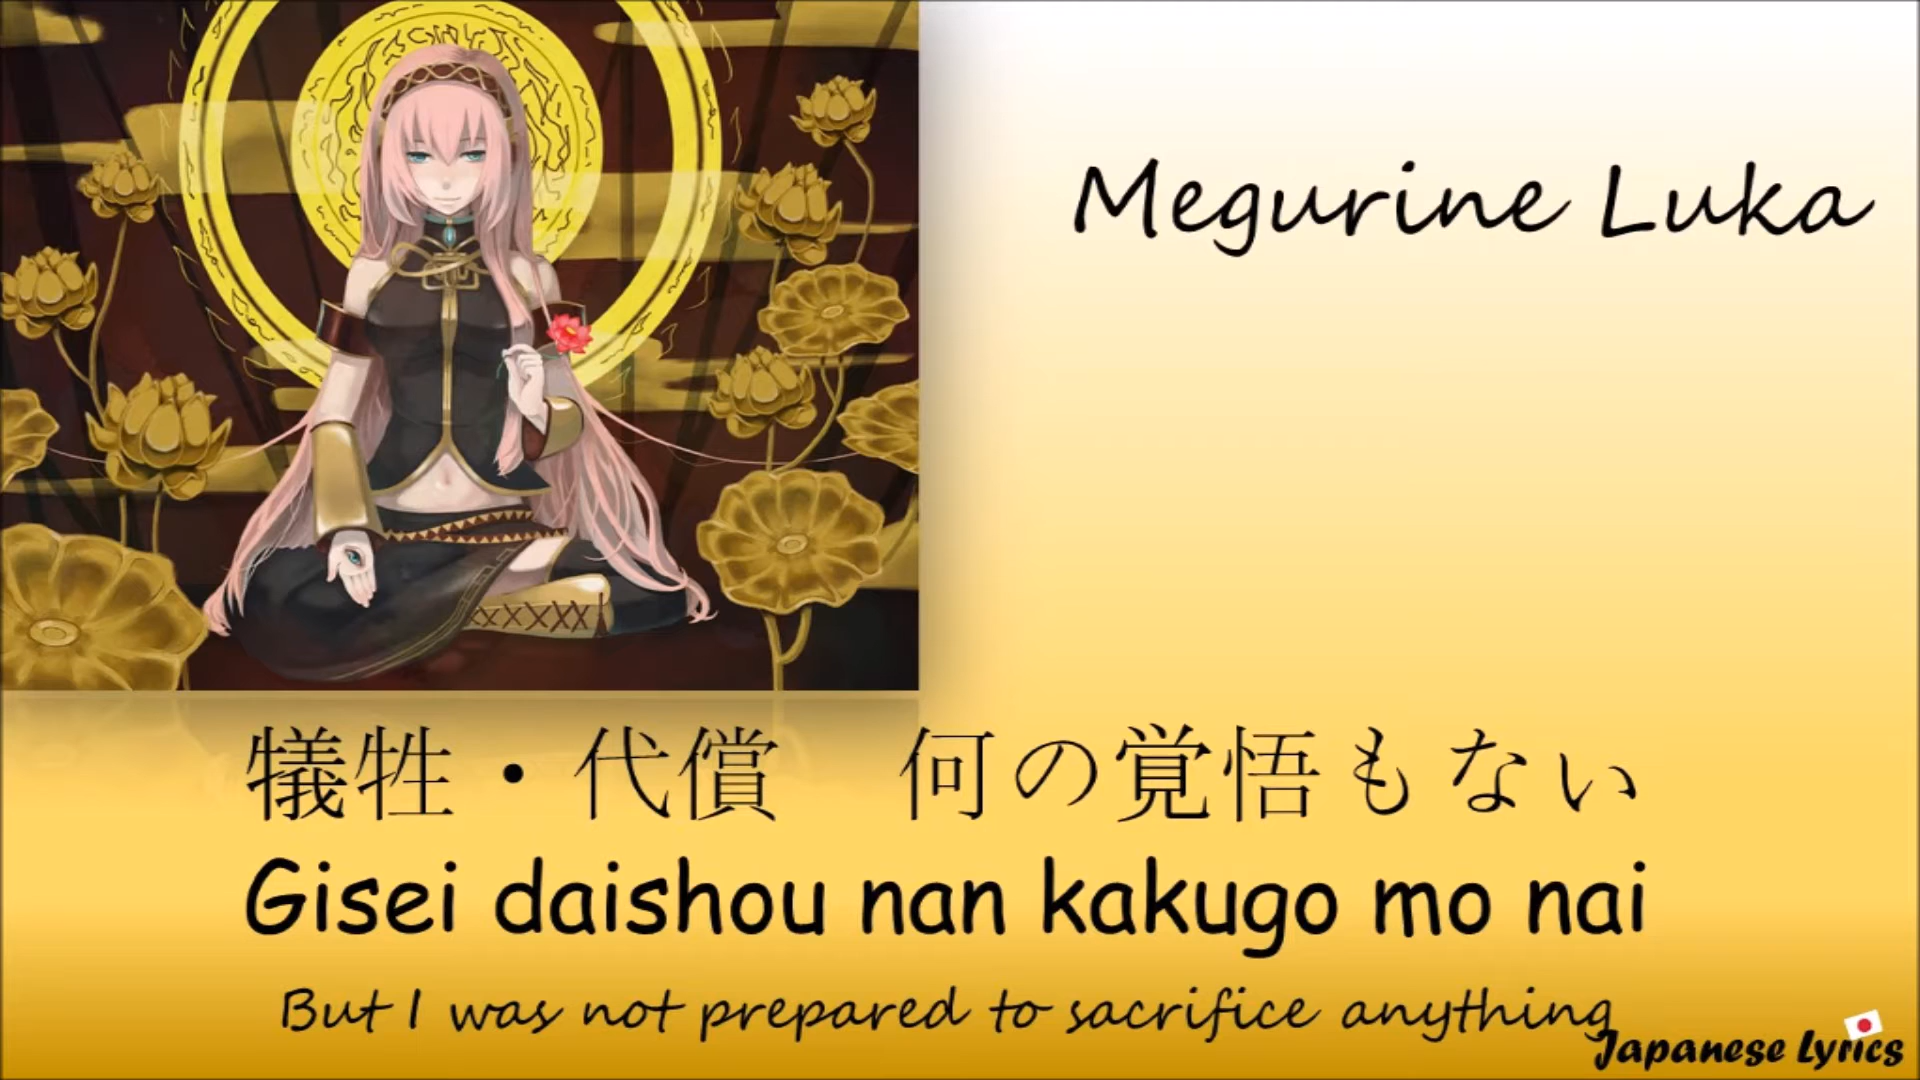 Megurine Luka
犠牲・代償　何の覚悟もない
Gisei daishou nan kakugo mo nai
But I was not prepared to sacrifice anything
Japanese Lyrics